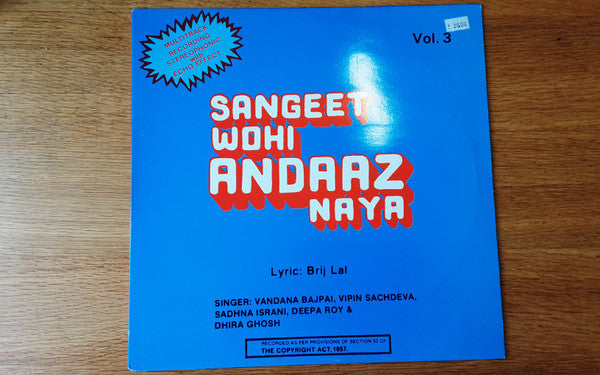 MULTITRACK
RECORDING
STEREOPHONIC
with
ECHO EFFECT
Vol. 3
SANGEET
WOHI
ANDAAZ
NAYA
Lyric: Brij Lal
SINGER: VANDANA BAJPAI, VIPIN SACHDEVA,
SADHNA ISRANI, DEEPA ROY &
DHIRA GHOSH
RECORDED AS PER PROVISIONS OF SECTION 52 OF
THE COPYRIGHT ACT, 1957.